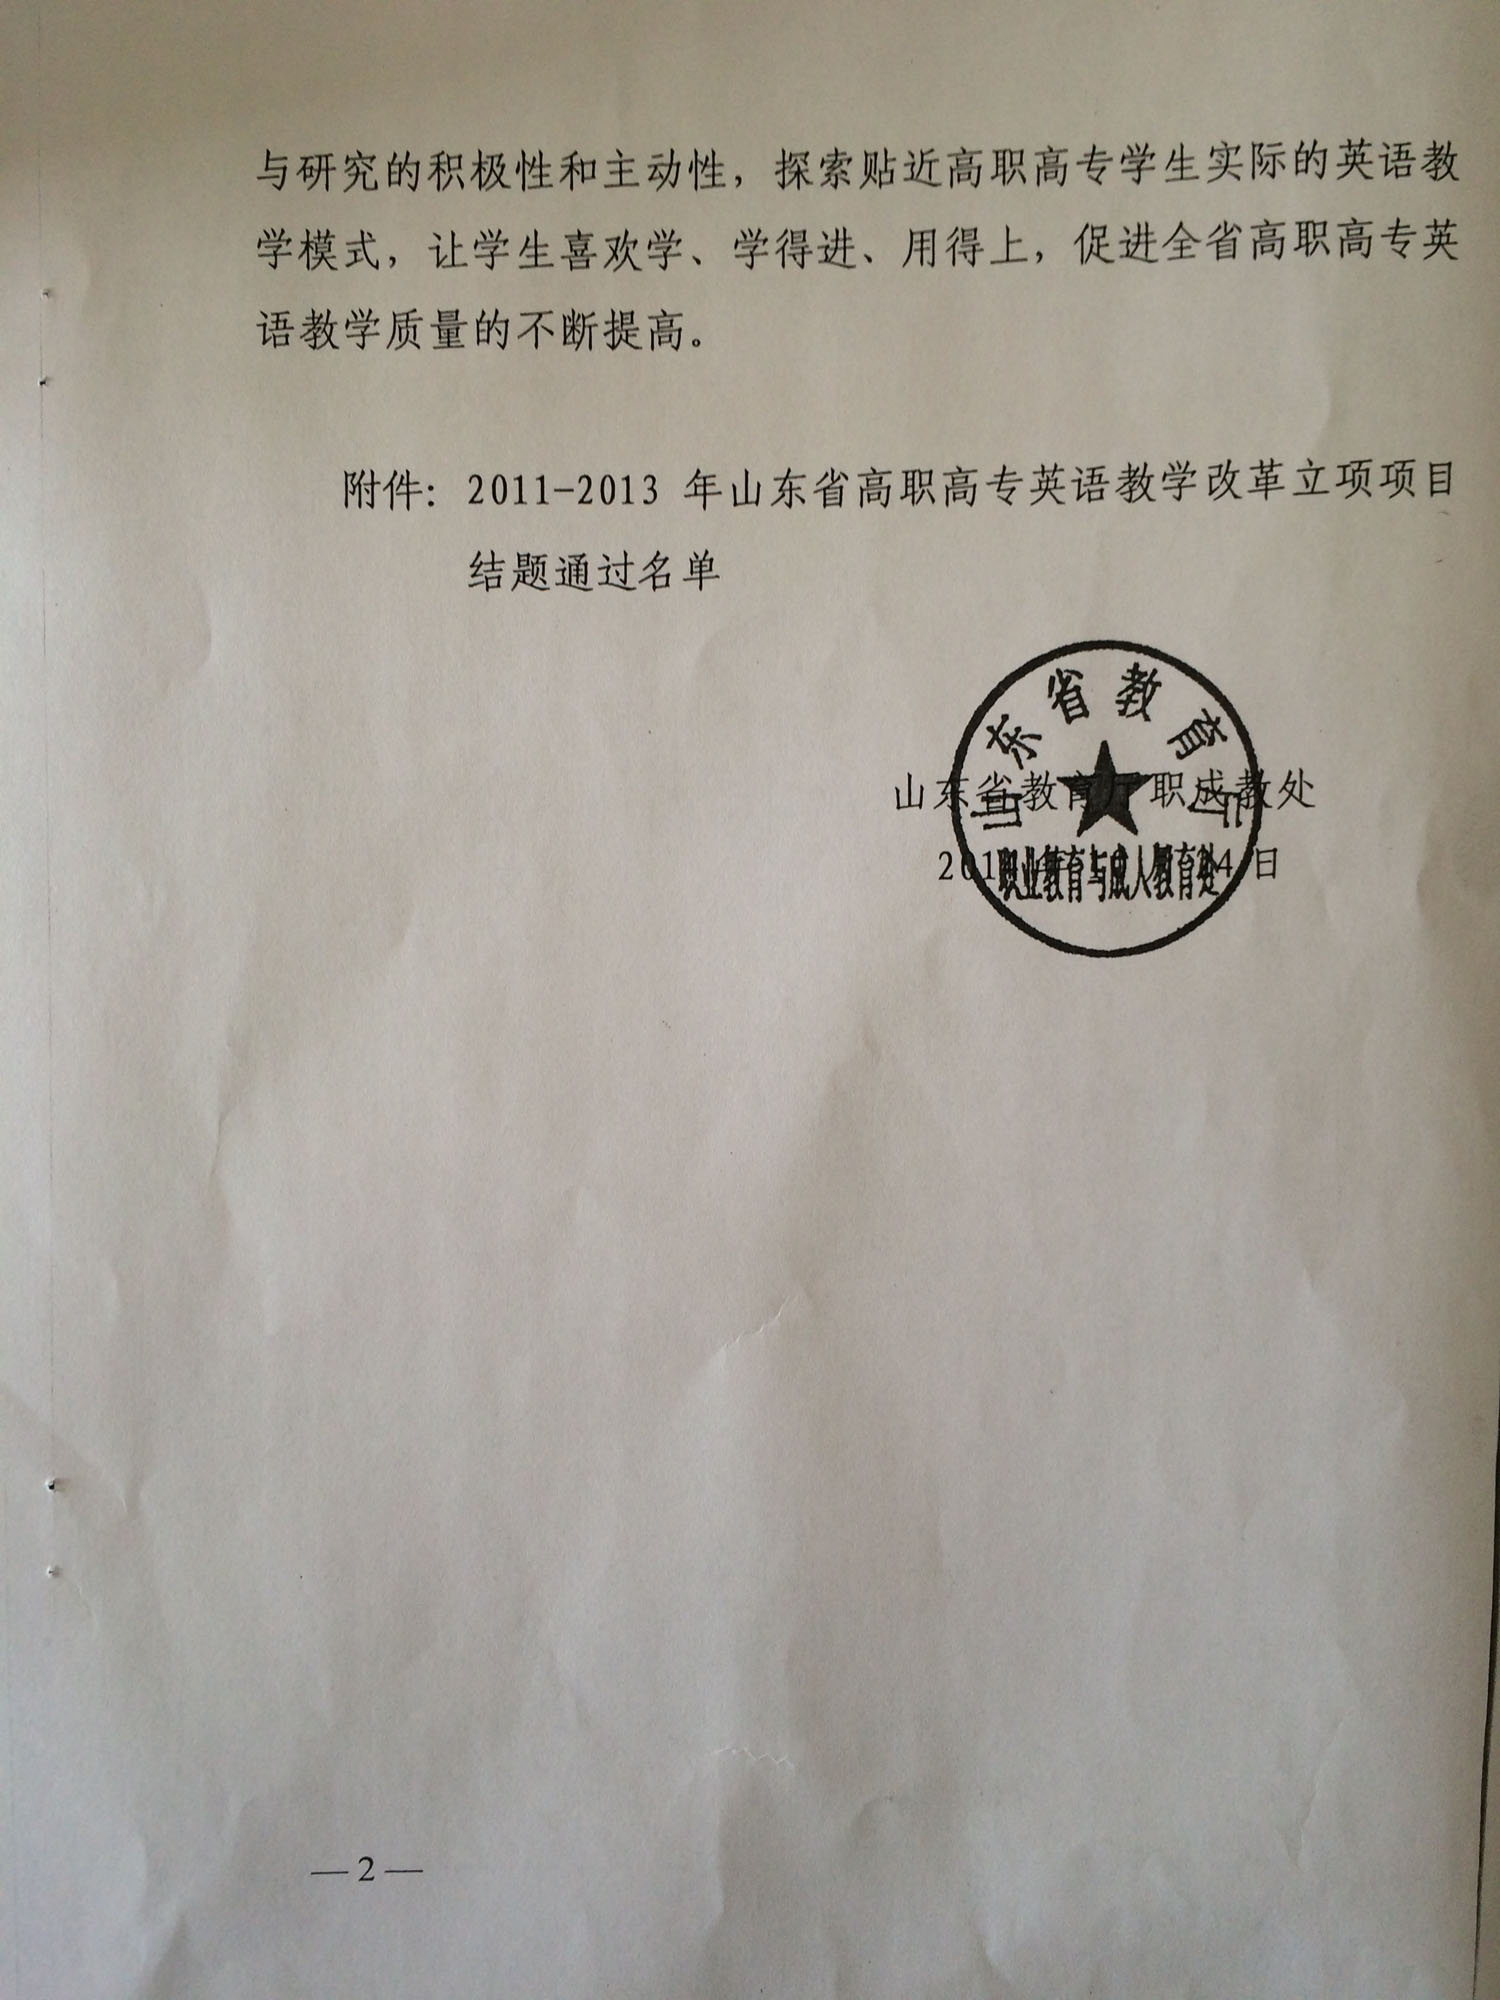 与研究的积极性和主动性，探索贴近高职高专学生实际的英语教
学模式，让学生喜欢学、学得进、用得上，促进全省高职高专英
语教学质量的不断提高。
附件：2011-2013 年山东省高职高专英语教学改革立项项目
结题通过名单
山东省教育厅
山东省教育厅职成教处
职业教育与成人教育处
日
—2—